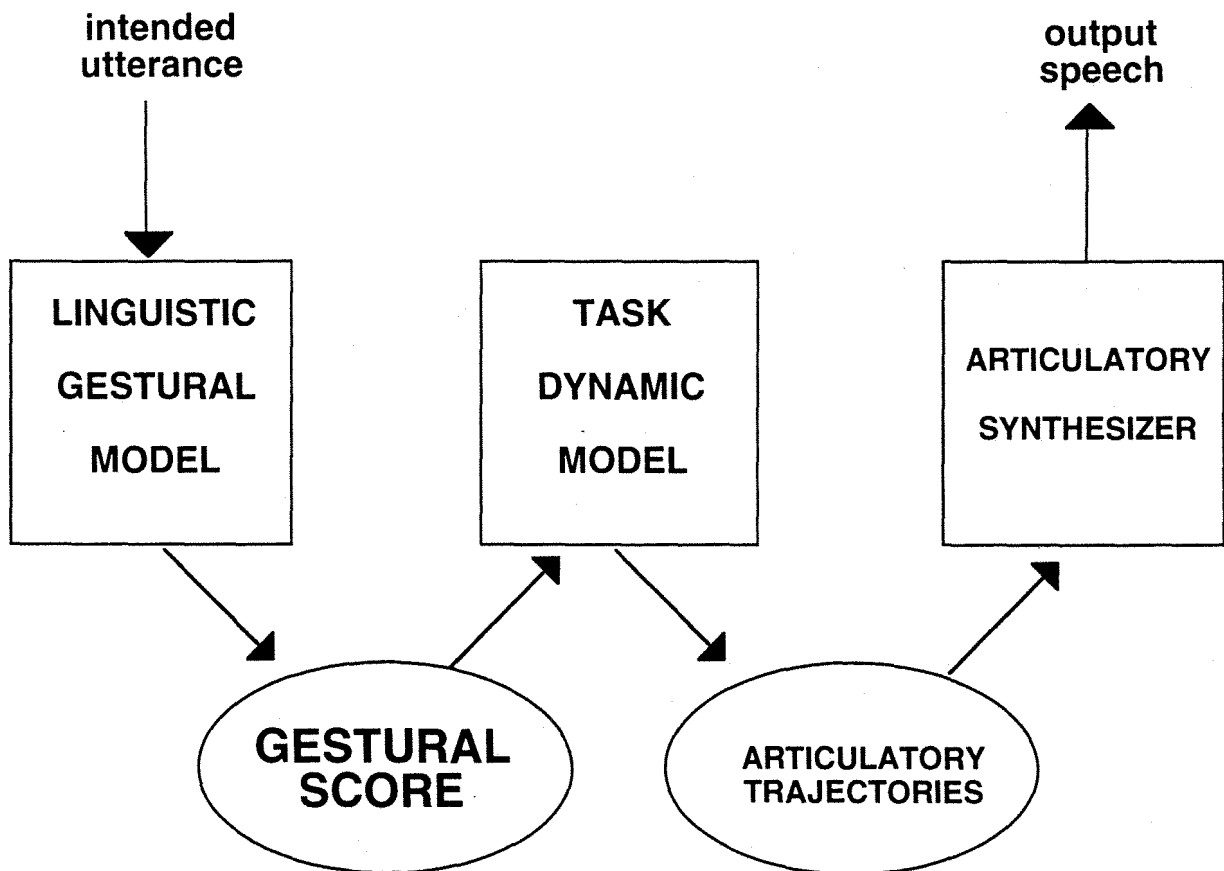 intended
utterance
output
speech
LINGUISTIC
GESTURAL
MODEL
TASK
DYNAMIC
MODEL
ARTICULATORY
SYNTHESIZER
GESTURAL
SCORE
ARTICULATORY
TRAJECTORIES